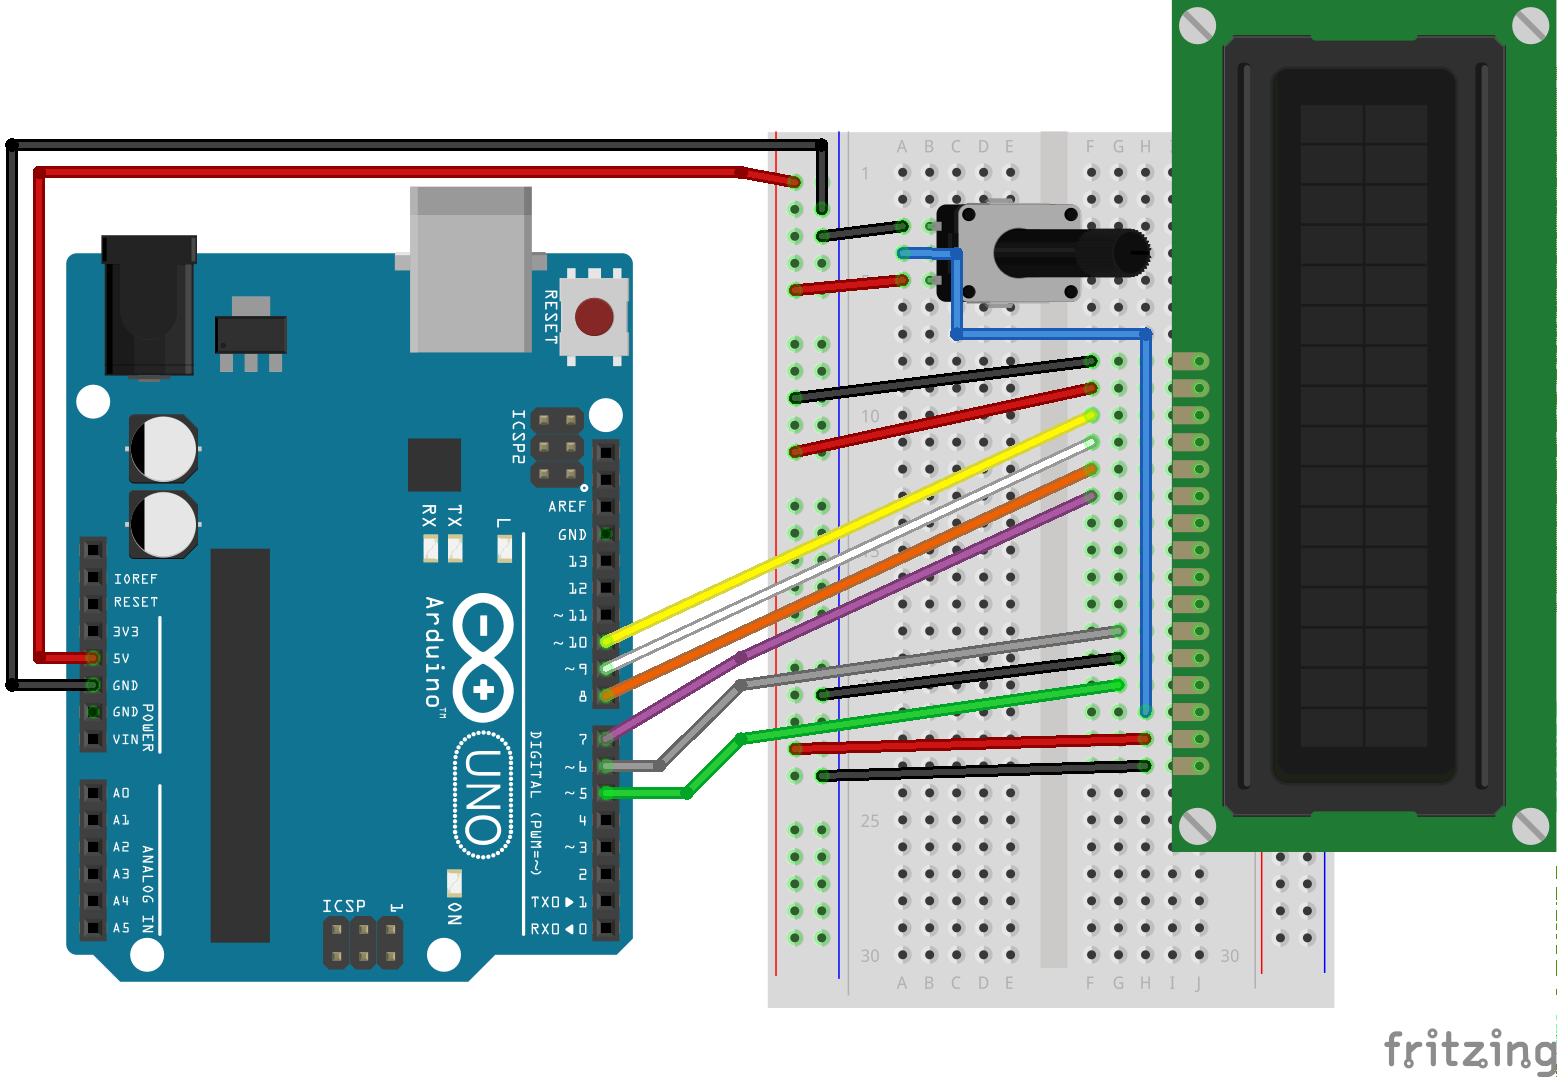 RESET
ICSP2
AREF
GND
13
12
~11
~10
~9
8
7
~6
~5
4
~3
2
TX0▶1
RX0◀0
DIGITAL (PWM=~)
RX
TX
L
Arduino™
UNO
ON
ICSP
1
IOREF
RESET
3V3
5V
GND
GND
VIN
POWER
A0
A1
A2
A3
A4
A5
ANALOG IN
A B C D E F G H
1
10
25
30 30
A B C D E F G H I J
fritzing